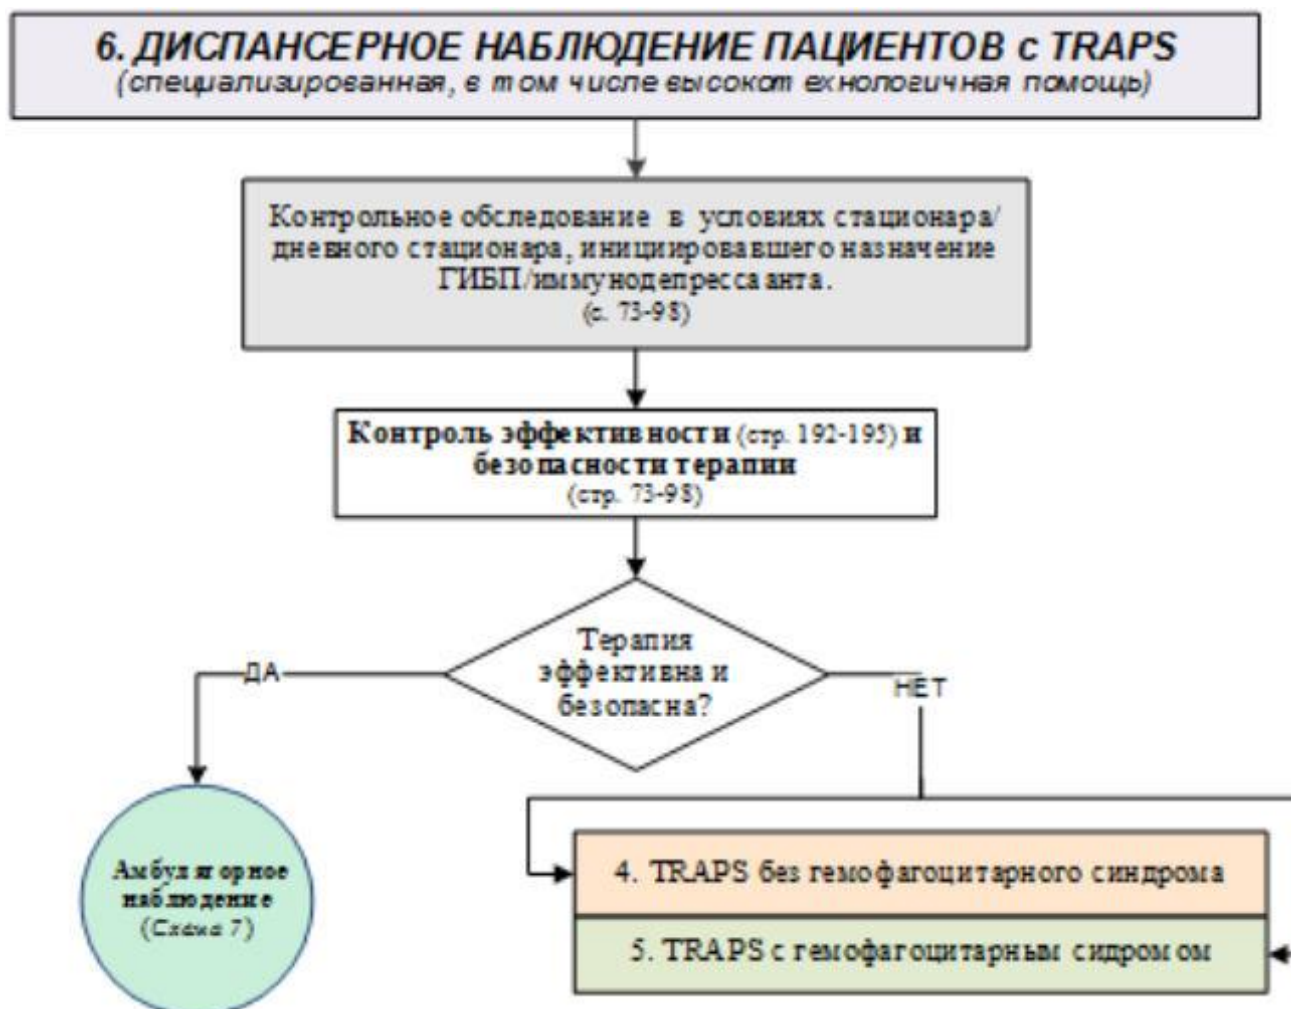 6. ДИСПАНСЕРНОЕ НАБЛЮДЕНИЕ ПАЦИЕНТОВ с TRAPS
(специализированная, в том числе высокотехнологичная помощь)
Контрольное обследование в условиях стационара/
дневного стационара, инициировавшего назначение
ГИБП/иммунодепрессаанта.
(с. 73-98)
Контроль эффективности (стр. 192-195) и
безопасности терапии
(стр. 73-98)
Терапия
эффективна и
безопасна?
ДА
НЕТ
Амбулаторное
наблюдение
(Схема 7)
4. TRAPS без гемофагоцитарного синдрома
5. TRAPS с гемофагоцитарным сидромом